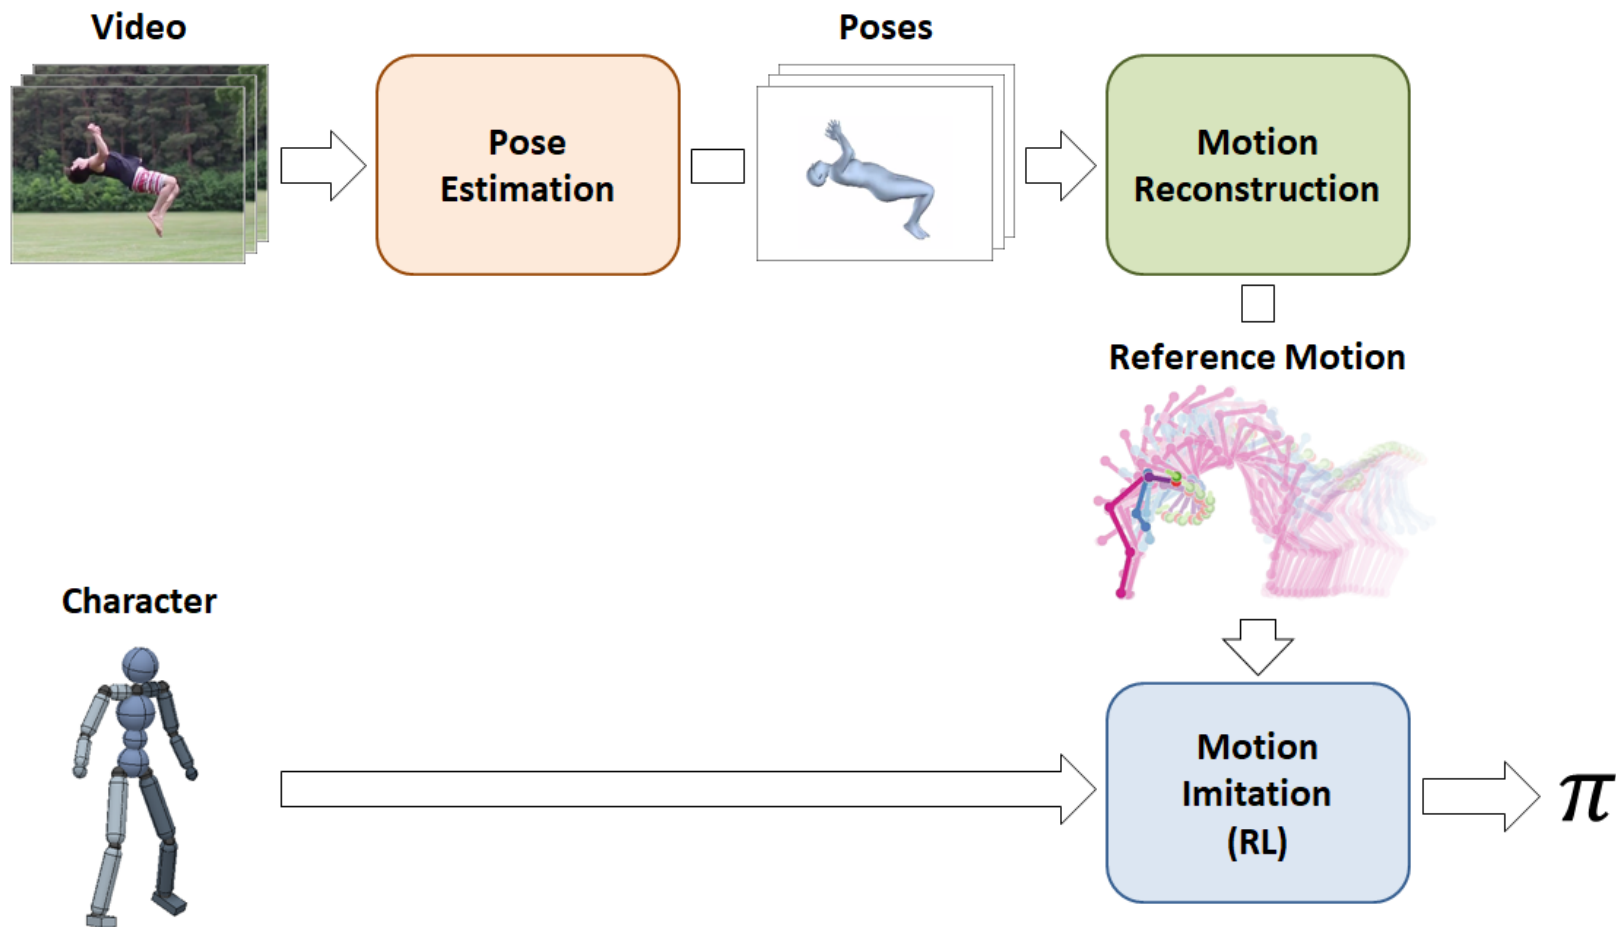 Video
Poses
Pose
Estimation
Motion
Reconstruction
Reference Motion
Character
Motion
Imitation
(RL)
π